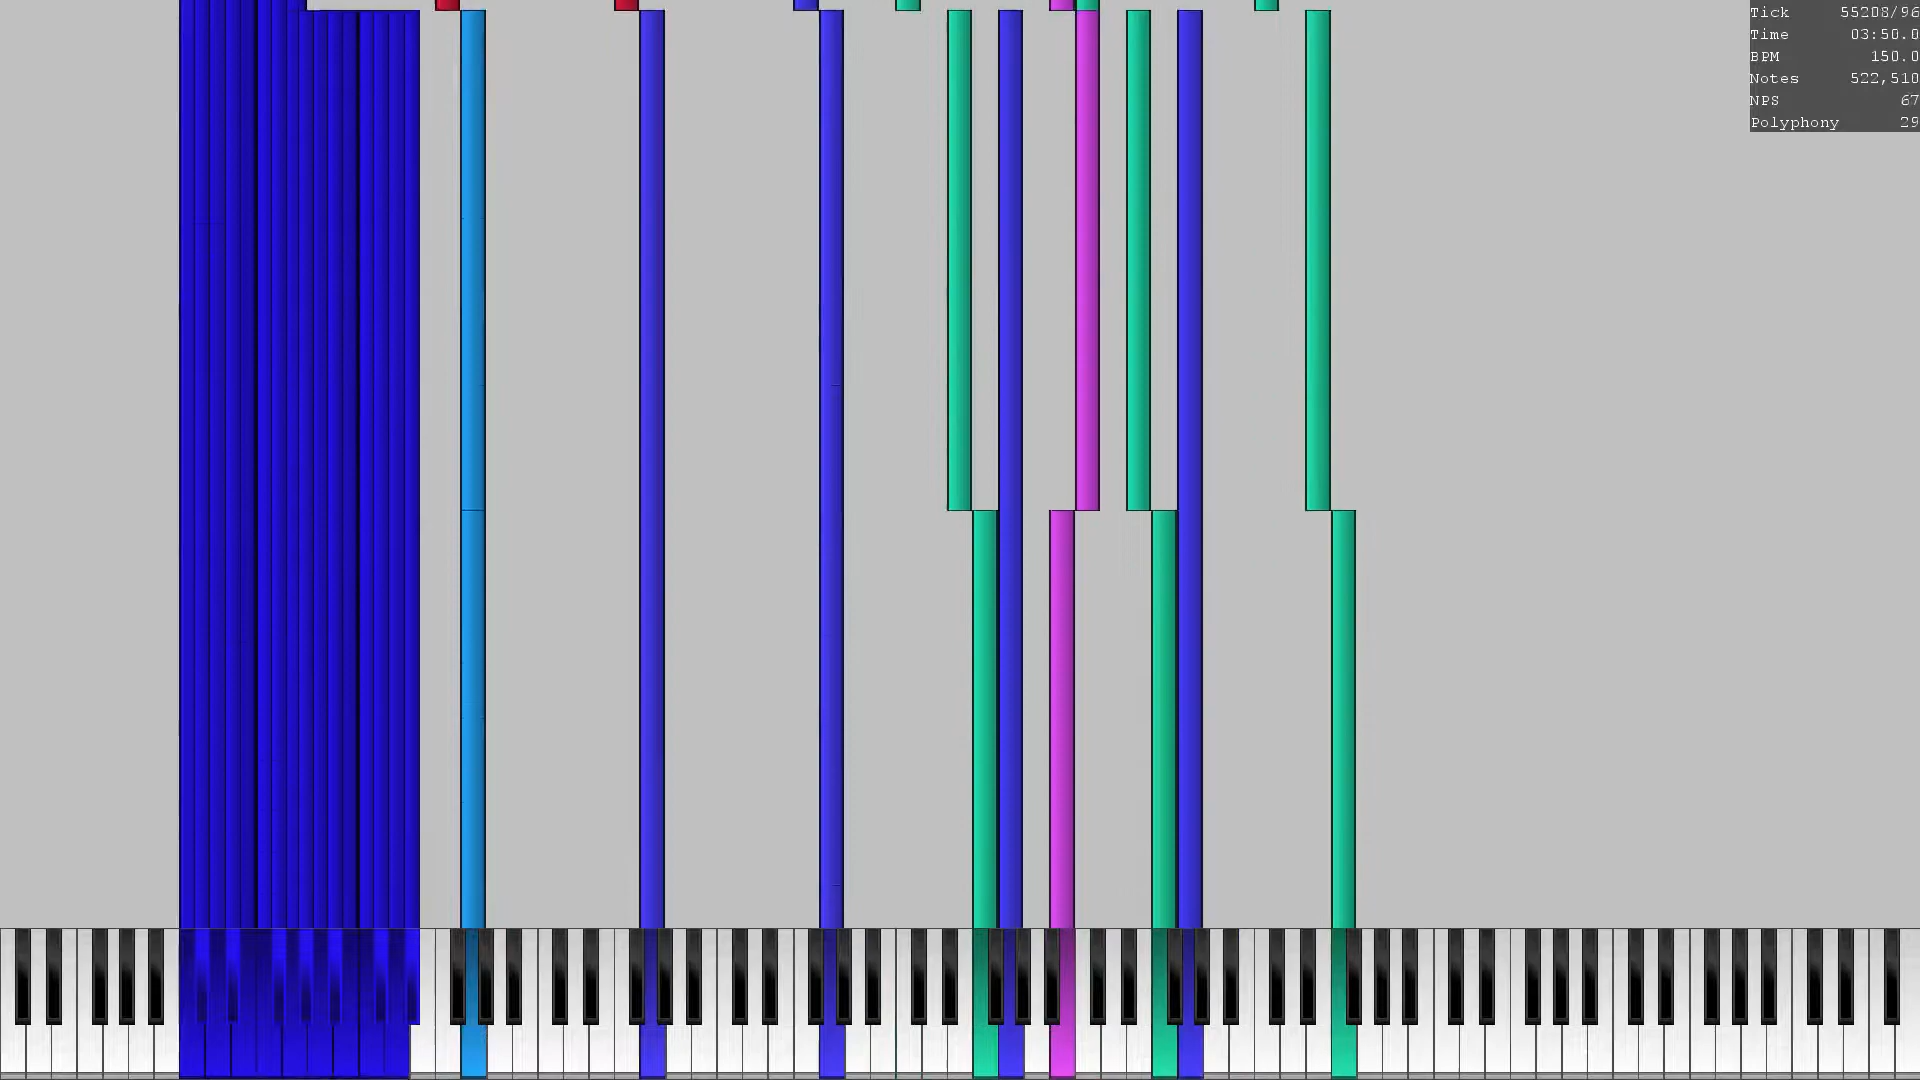 Tick 55208/96
Time 03:50.0
BPM 150.0
Notes 522,510
NPS 67
Polyphony 29